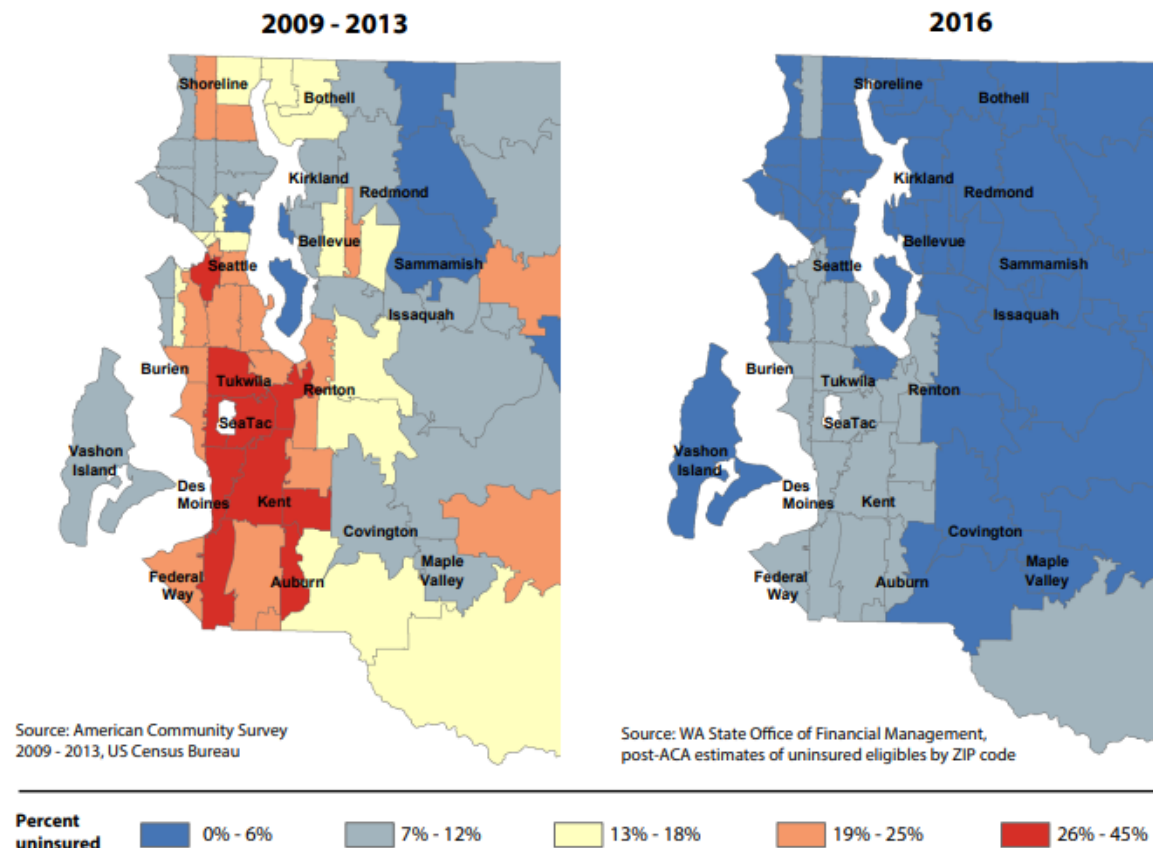 2009 - 2013
2016
Shoreline
Bothell
Kirkland
Redmond
Bellevue
Seattle
Sammamish
Issaquah
Burien
Tukwila
Renton
SeaTac
Vashon
Island
Des
Moines
Kent
Covington
Federal
Way
Auburn
Maple
Valley
Source: American Community Survey
2009 - 2013, US Census Bureau
Shoreline
Bothell
Kirkland
Redmond
Bellevue
Seattle
Sammamish
Issaquah
Burien
Tukwila
Renton
SeaTac
Vashon
Island
Des
Moines
Kent
Covington
Federal
Way
Auburn
Maple
Valley
Source: WA State Office of Financial Management,
post-ACA estimates of uninsured eligibles by ZIP code
Percent
uninsured
0% - 6%
7% - 12%
13% - 18%
19% - 25%
26% - 45%